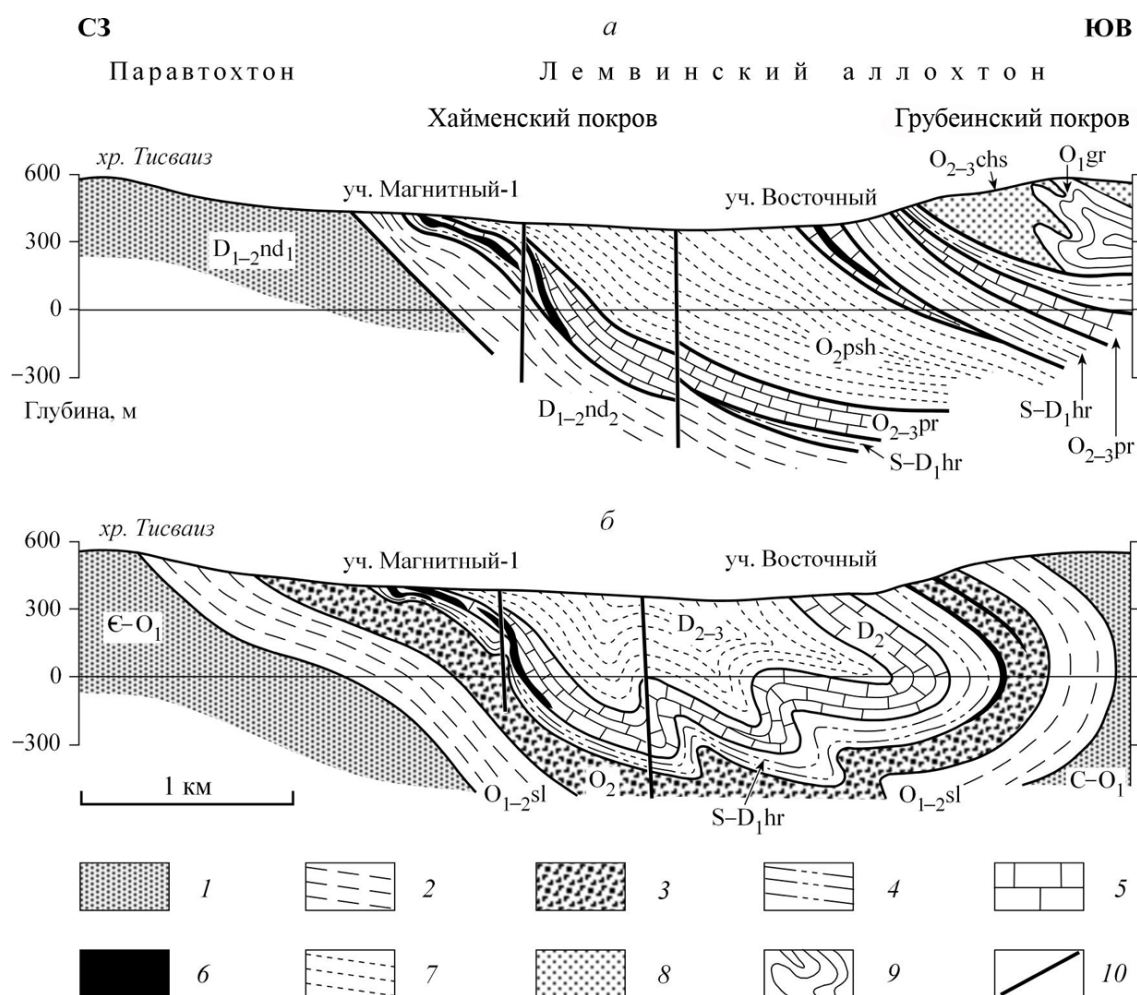 СЗ а ЮВ
Паравтохтон Лемвинский аллохтон
Хайменский покров Грубеинский покров
хр. Тисваиз O2–3chs O1gr
600
уч. Магнитный-1 уч. Восточный
300
D1–2nd1
0
O2psh
−300
Глубина, м
D1–2nd2 S–D1hr
O2–3pr O2–3pr
S–D1hr
хр. Тисваиз б
600
уч. Магнитный-1 уч. Восточный
300
Є–O1 D2–3 D2
0
−300
1 км O1–2sl O2 S–D1hr O1–2sl Є–O1
1 2 3 4 5
6 7 8 9 10